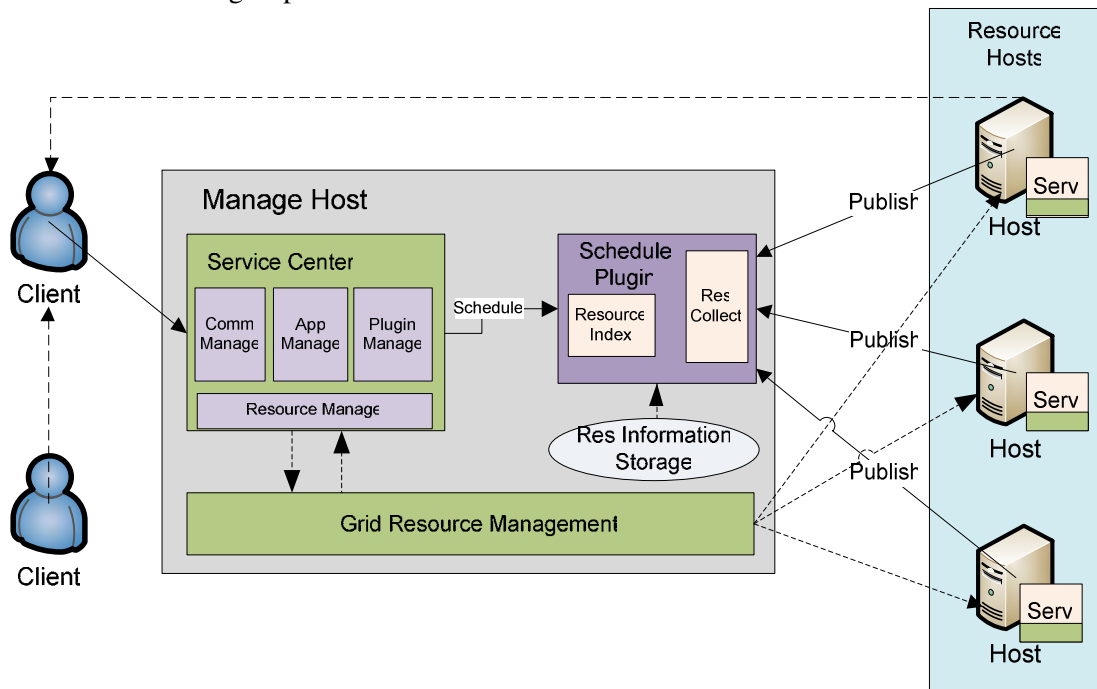 Resource
Hosts
Manage Host
Service Center
Comm
Manage
App
Manage
Plugin
Manage
Resource Manage
Schedule
Schedule
Plugin
Resource
Index
Res
Collect
Res Information
Storage
Grid Resource Management
Client
Client
Publish
Publish
Publish
Serv
Host
Serv
Host
Serv
Host